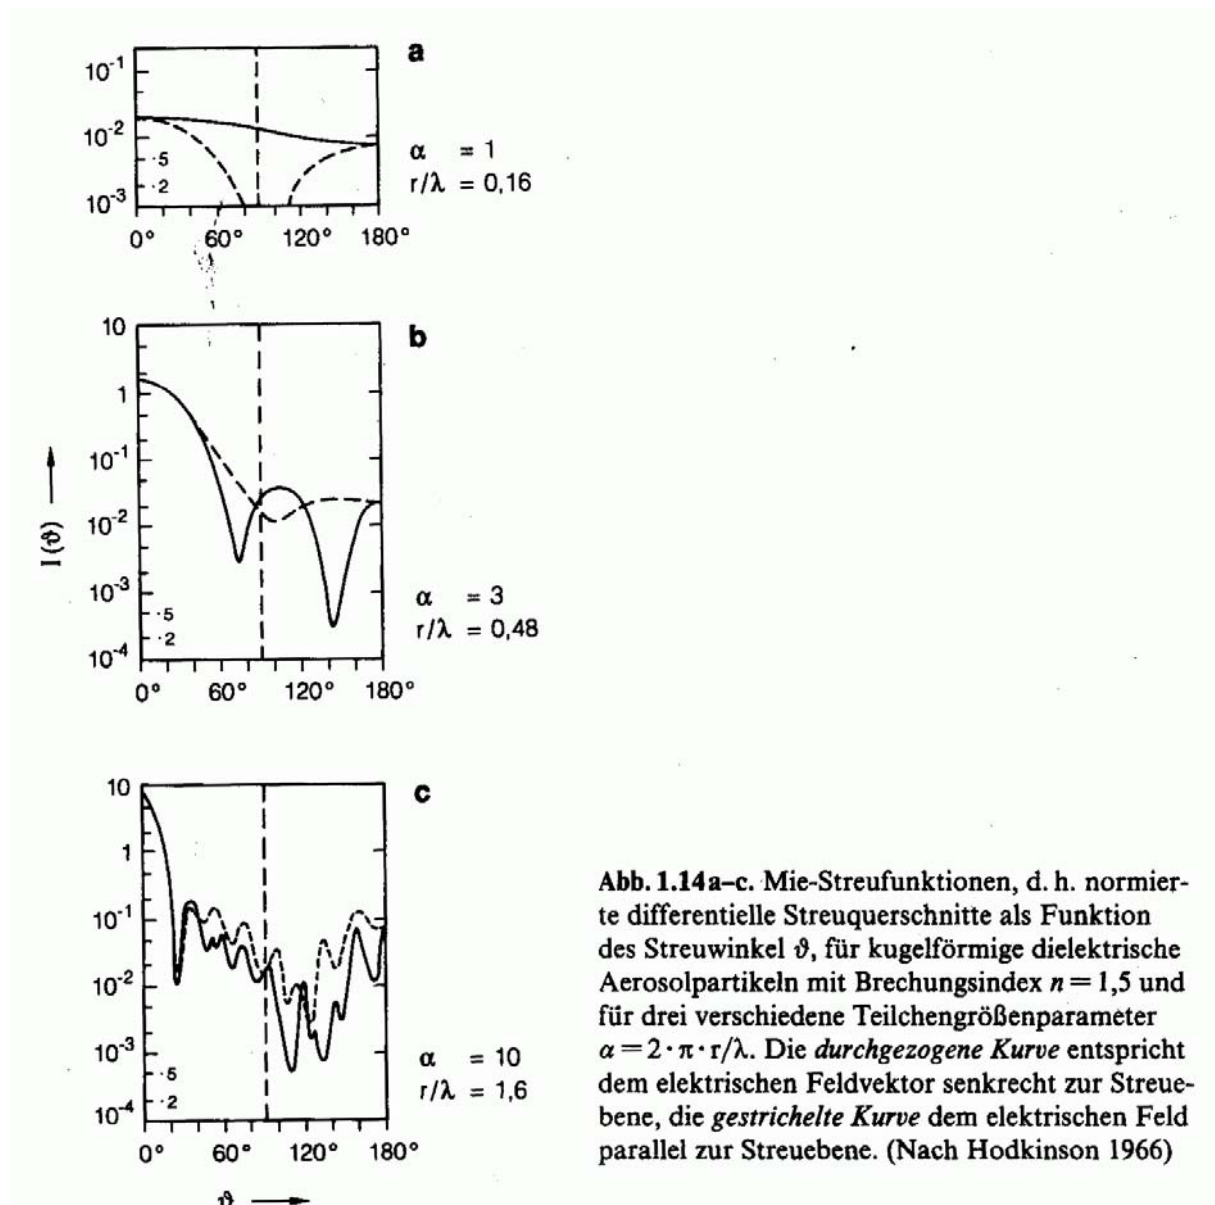 a
10⁻¹
10⁻²
·5
·2
10⁻³
0° 60° 120° 180°
α = 1
r/λ = 0,16
b
10
1
10⁻¹
10⁻²
10⁻³
·5
·2
10⁻⁴
0° 60° 120° 180°
α = 3
r/λ = 0,48
I(ϑ)
c
10
1
10⁻¹
10⁻²
10⁻³
·5
·2
10⁻⁴
0° 60° 120° 180°
α = 10
r/λ = 1,6
ϑ
Abb. 1.14a–c. Mie-Streufunktionen, d. h. normier-
te differentielle Streuquerschnitte als Funktion
des Streuwinkel ϑ, für kugelförmige dielektrische
Aerosolpartikeln mit Brechungsindex n = 1,5 und
für drei verschiedene Teilchengrößenparameter
α = 2 · π · r/λ. Die durchgezogene Kurve entspricht
dem elektrischen Feldvektor senkrecht zur Streue-
bene, die gestrichelte Kurve dem elektrischen Feld
parallel zur Streuebene. (Nach Hodkinson 1966)